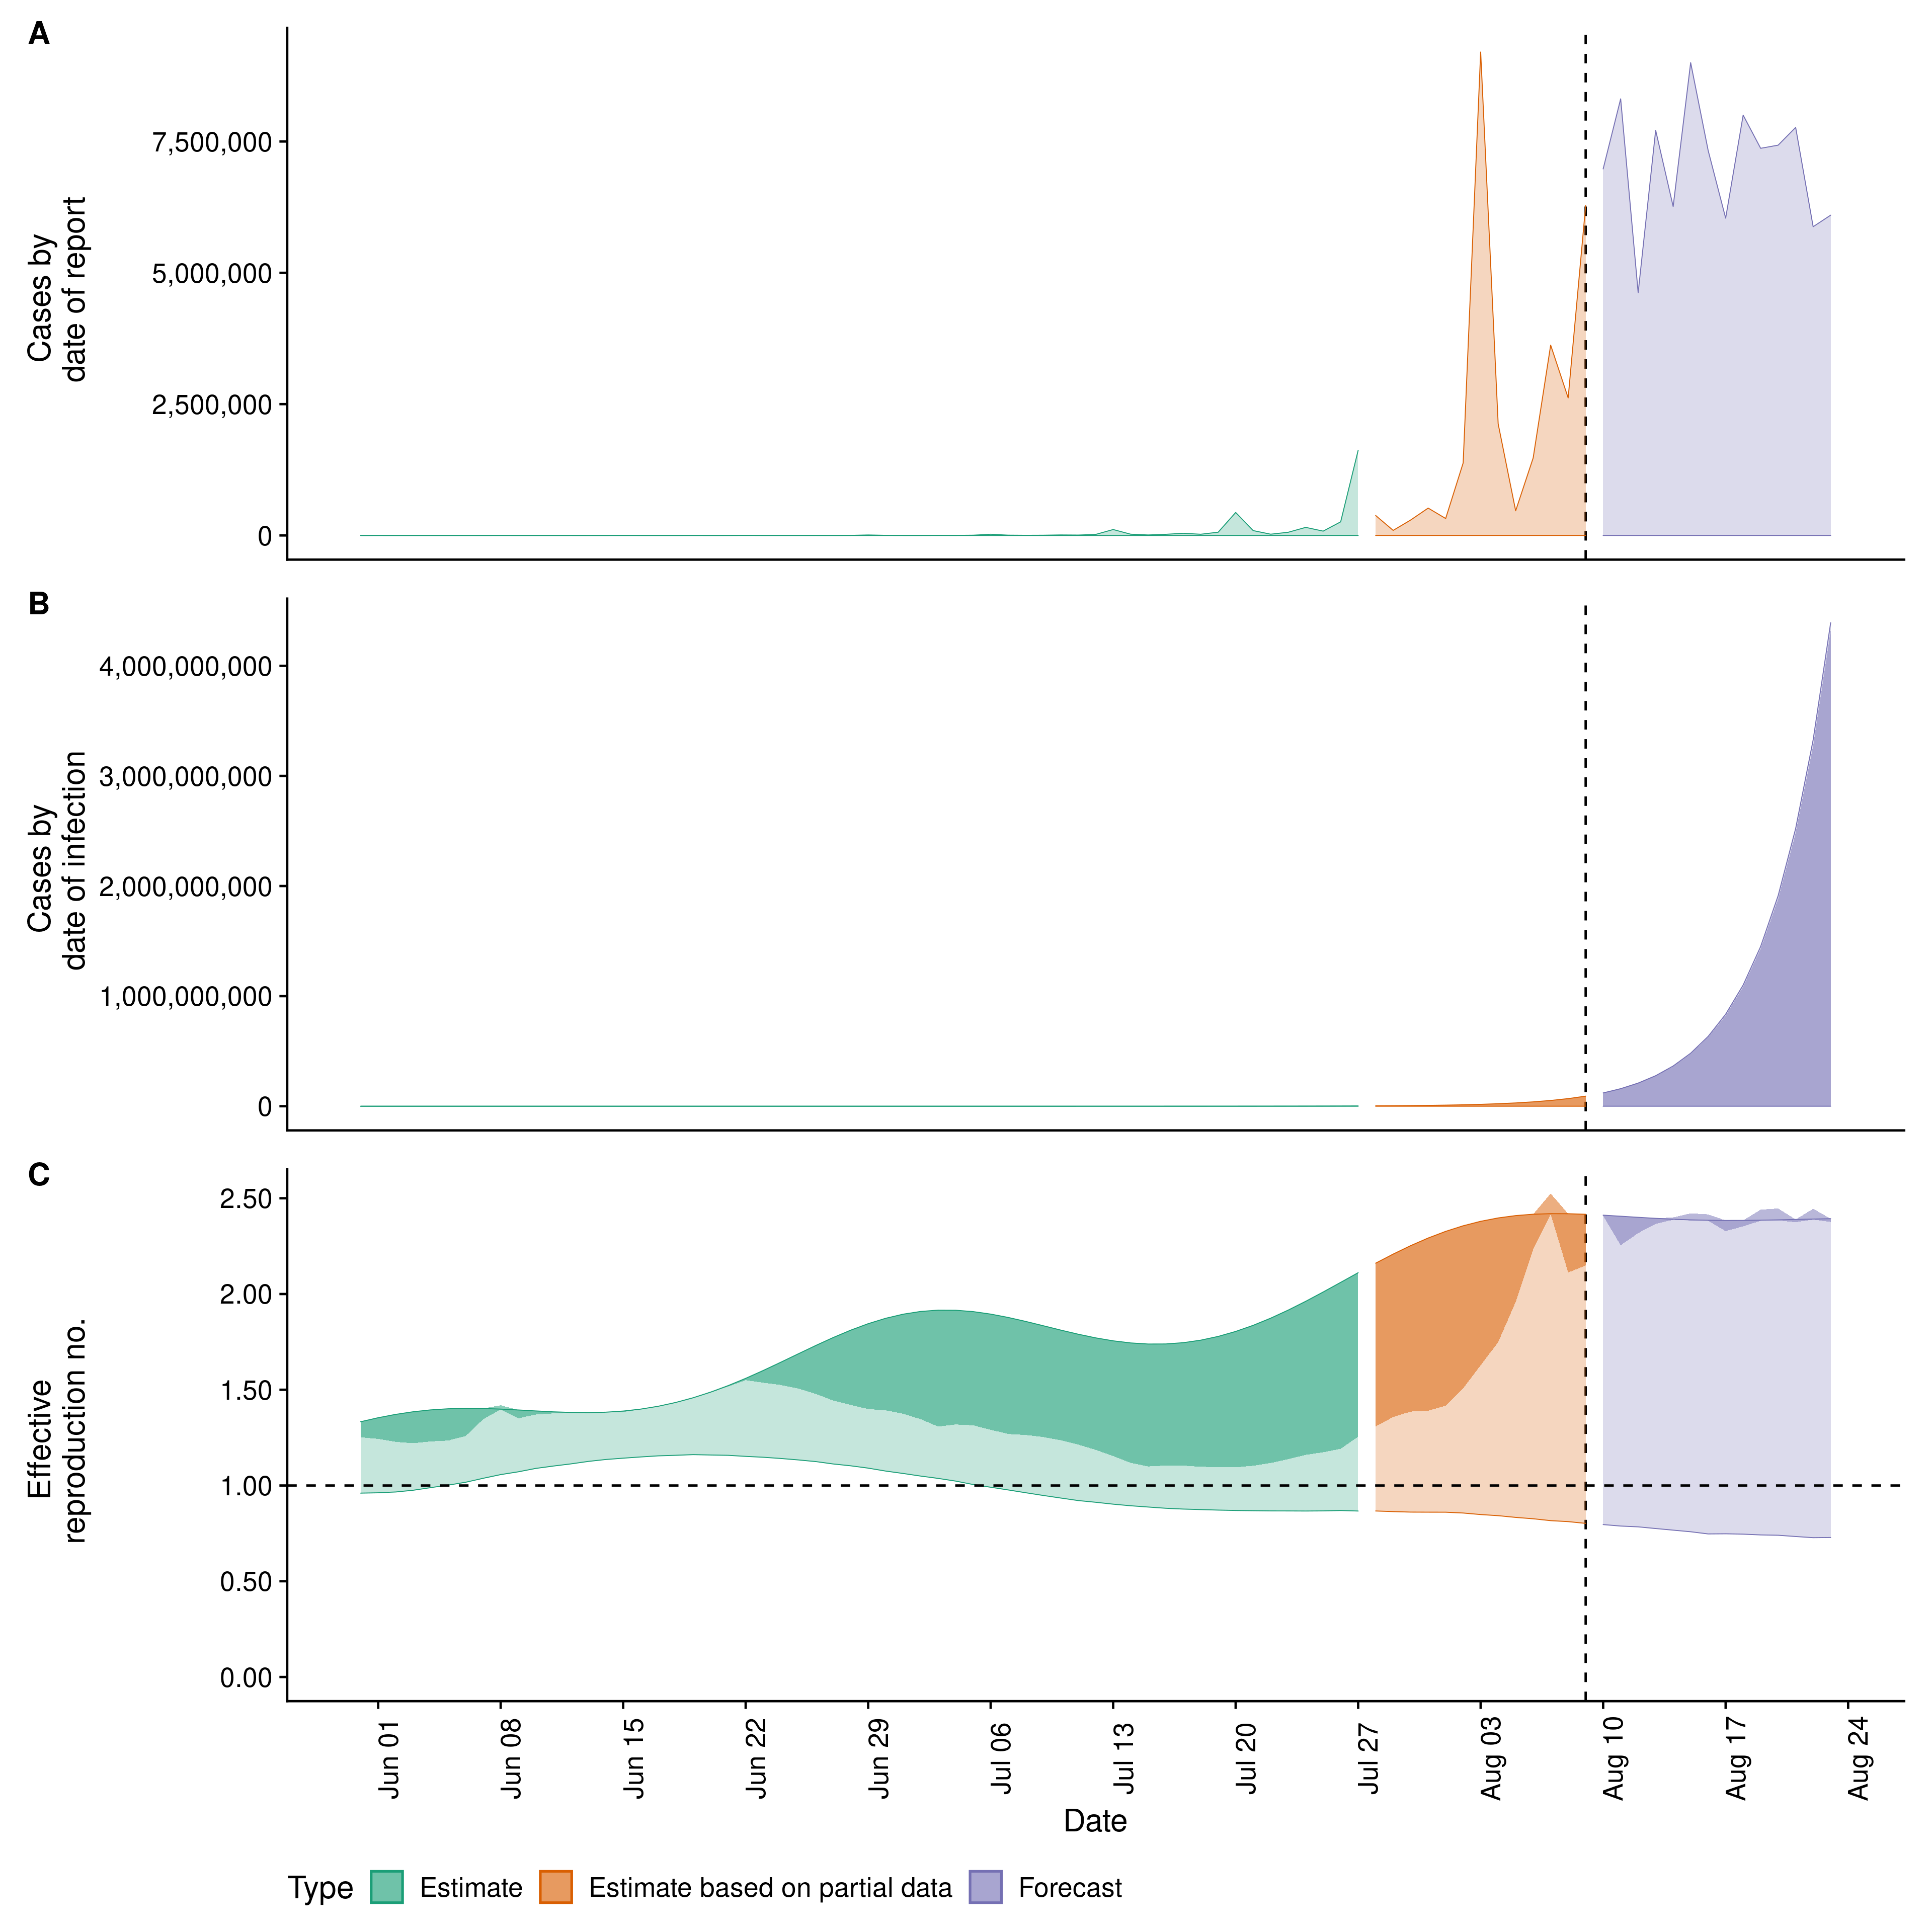 A
Cases by
date of report
7,500,000
5,000,000
2,500,000
0
B
Cases by
date of infection
4,000,000,000
3,000,000,000
2,000,000,000
1,000,000,000
0
C
Effective
reproduction no.
2.50
2.00
1.50
1.00
0.50
0.00
Jun 01
Jun 08
Jun 15
Jun 22
Jun 29
Jul 06
Jul 13
Jul 20
Jul 27
Aug 03
Aug 10
Aug 17
Aug 24
Date
Type Estimate Estimate based on partial data Forecast